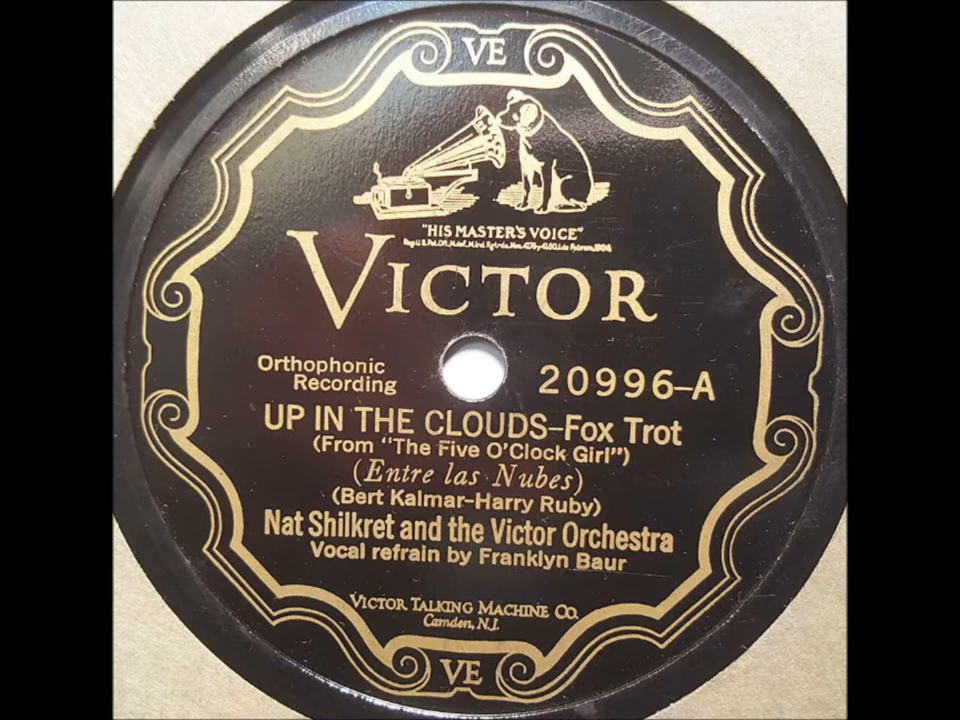 VE
"HIS MASTER'S VOICE"
VICTOR
Orthophonic
Recording
20996-A
UP IN THE CLOUDS-Fox Trot
(From "The Five O'Clock Girl")
(Entre las Nubes)
(Bert Kalmar-Harry Ruby)
Nat Shilkret and the Victor Orchestra
Vocal refrain by Franklyn Baur
VICTOR TALKING MACHINE CO.
Camden, N.J.
VE